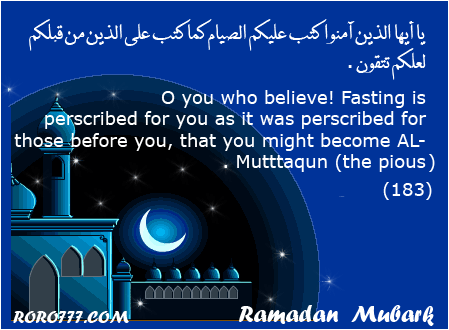 يا أيها الذين آمنوا كتب عليكم الصيام كما كتب على الذين من قبلكم
لعلكم تتقون .
O you who believe! Fasting is
perscribed for you as it was perscribed for
those before you, that you might become AL-
. Mutttaqun (the pious)
(183)
RORO777.COM
Ramadan Mubark